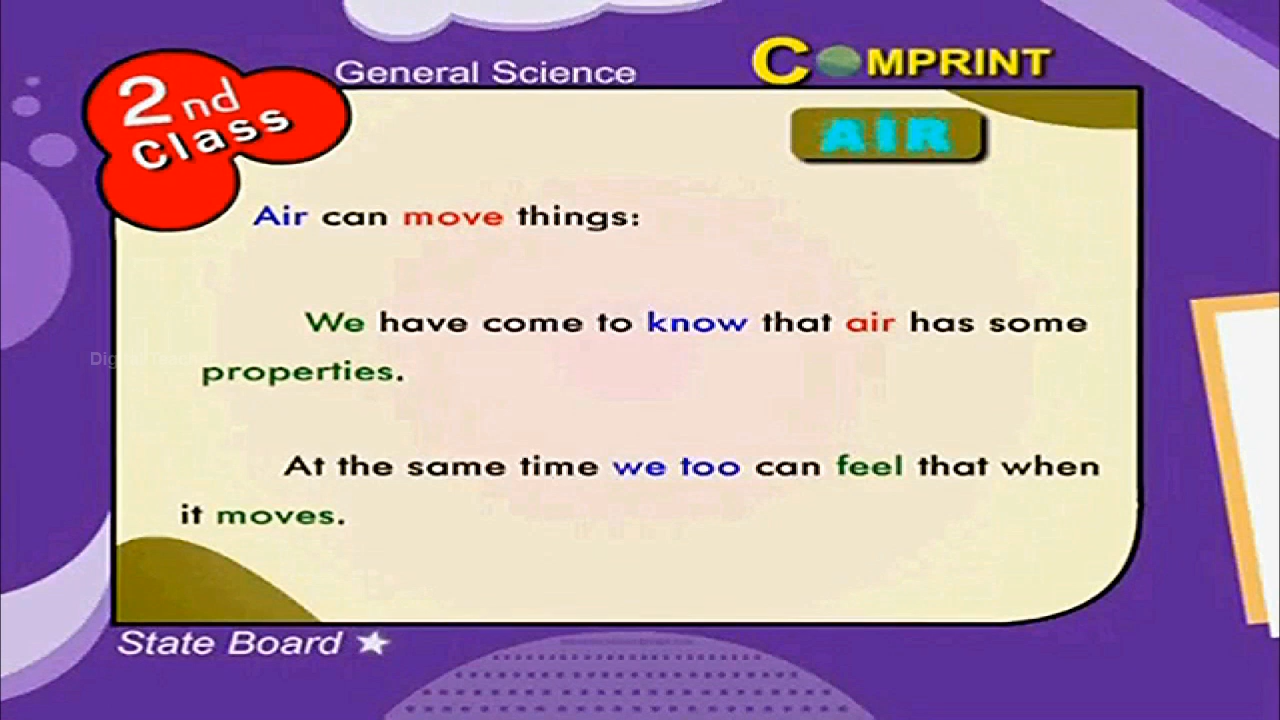 General Science
COMPRINT
2nd
Class
AIR
Air can move things:
We have come to know that air has some
properties.
At the same time we too can feel that when
it moves.
State Board